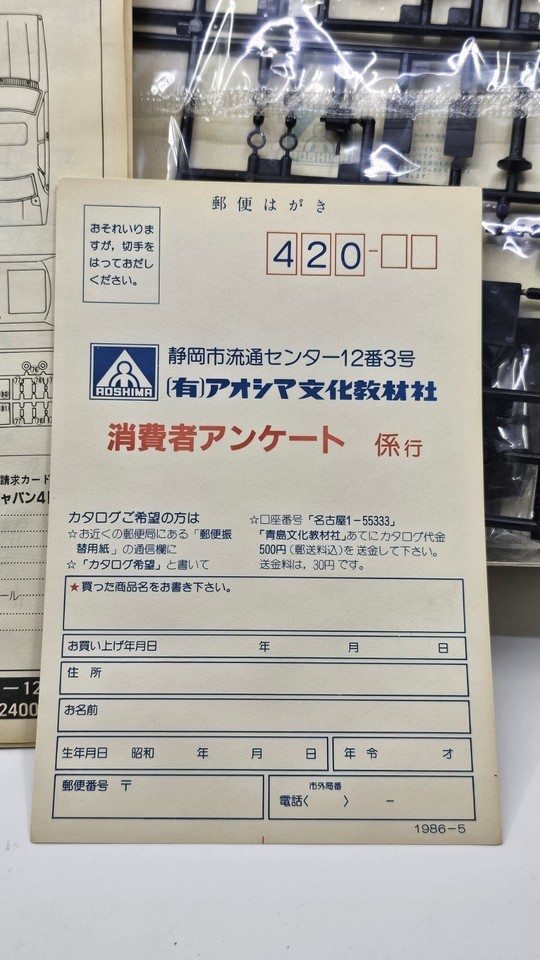 郵便はがき
おそれいりま
すが，切手を
はっておだし
ください。
420-
AOSHIMA
静岡市流通センター12番3号
(有)アオシマ文化教材社
消費者アンケート 係行
カタログご希望の方は
☆お近くの郵便局にある「郵便振
替用紙」の通信欄に
☆「カタログ希望」と書いて
☆口座番号「名古屋1-55333」
「青島文化教材社」あてにカタログ代金
500円(郵送料込)を送金して下さい。
送金料は，30円です。
★買った商品名をお書き下さい。
お買い上げ年月日 年 月 日
住所
お名前
生年月日 昭和 年 月 日
年令 才
郵便番号 〒
市外局番
電話〈 〉 －
1986-5
請求カード
ャパン4
ール
－12
2400